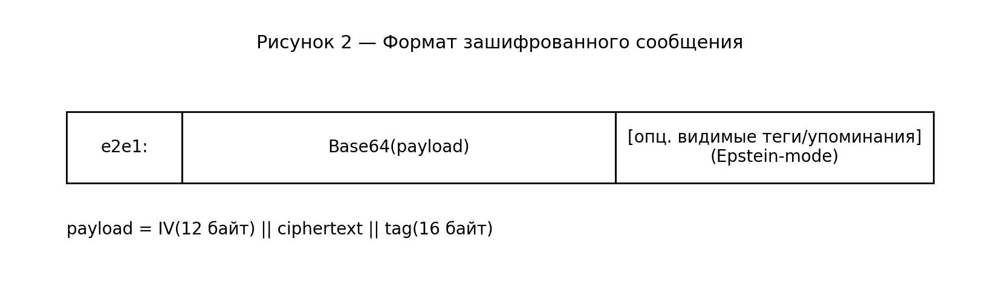 Рисунок 2 — Формат зашифрованного сообщения
e2e1:
Base64(payload)
[опц. видимые теги/упоминания]
(Epstein-mode)
payload = IV(12 байт) || ciphertext || tag(16 байт)